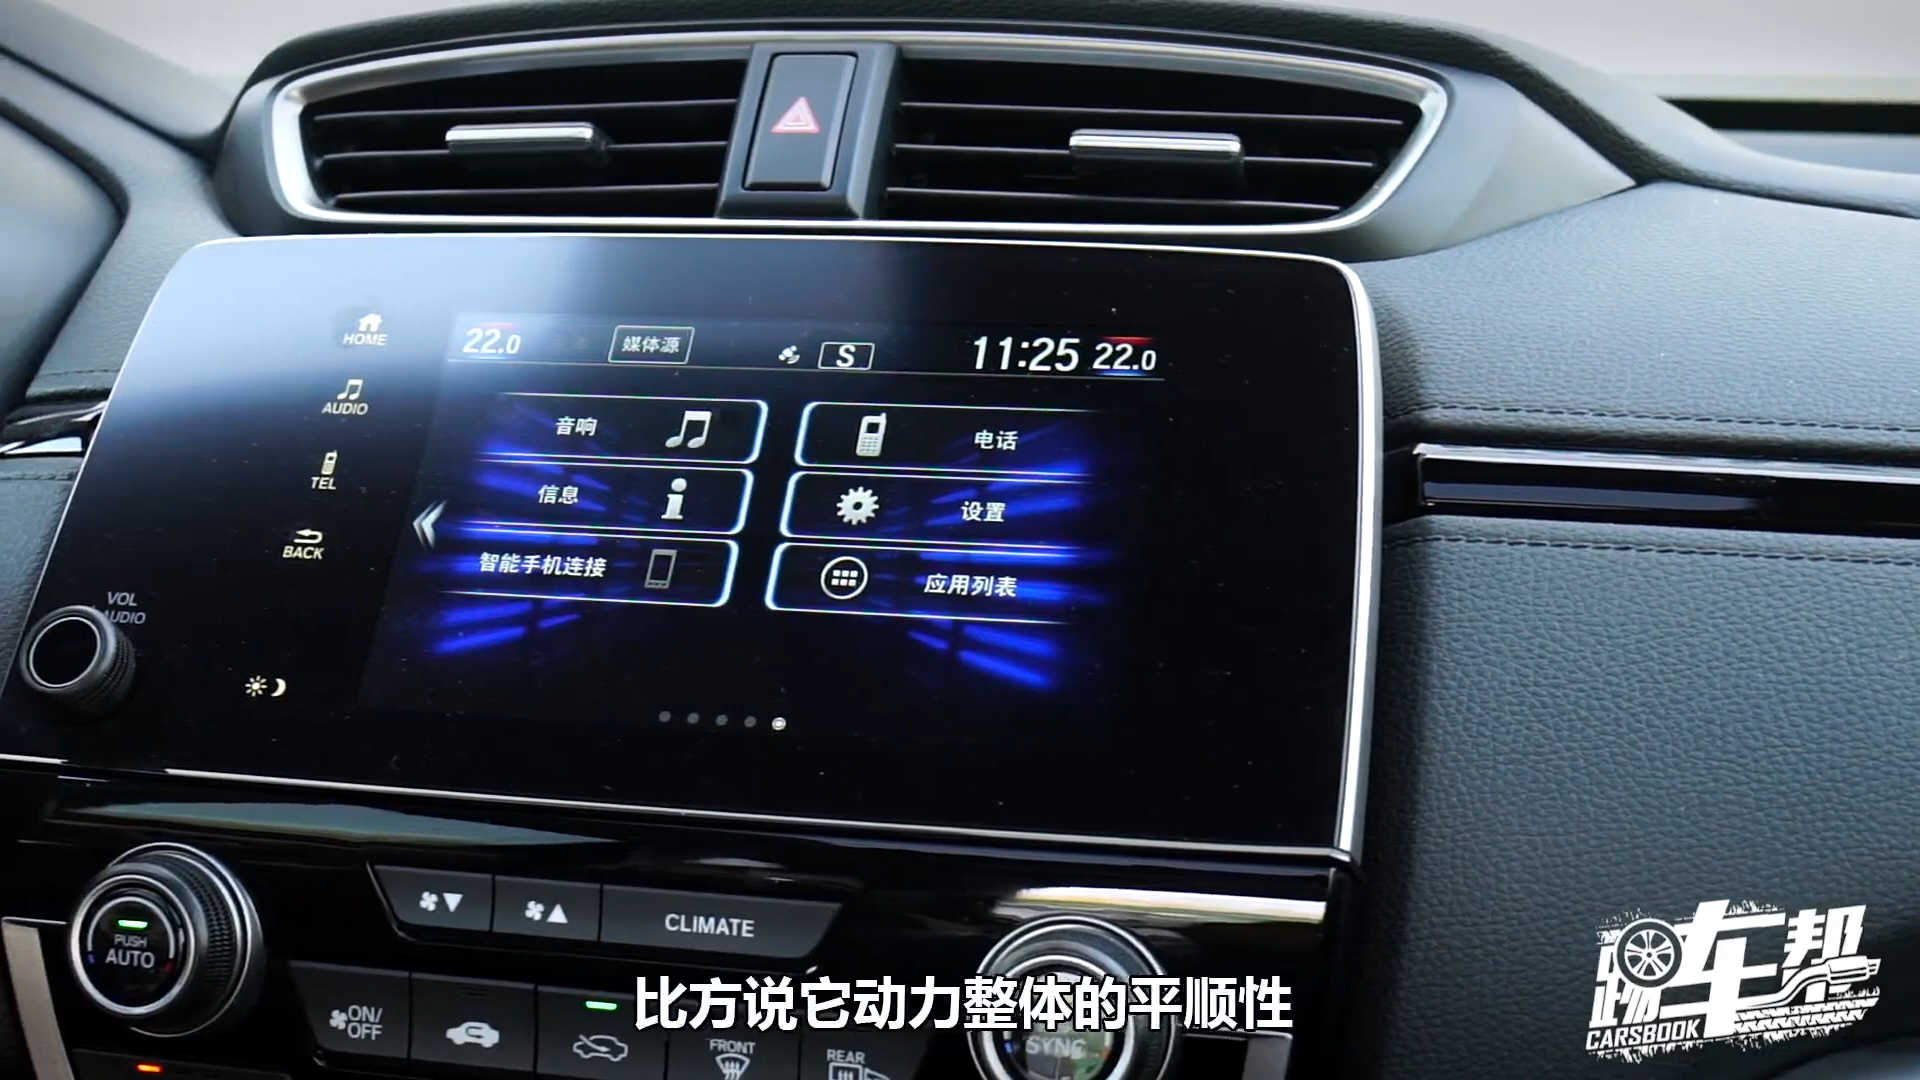 HOME
22.0
媒体源
S
11:25
22.0
AUDIO
音响
电话
TEL
信息
设置
BACK
智能手机连接
应用列表
VOL
AUDIO
PUSH
AUTO
CLIMATE
ON/
OFF
FRONT
REAR
SYNC
比方说它动力整体的平顺性
踢车帮
CARSBOOK